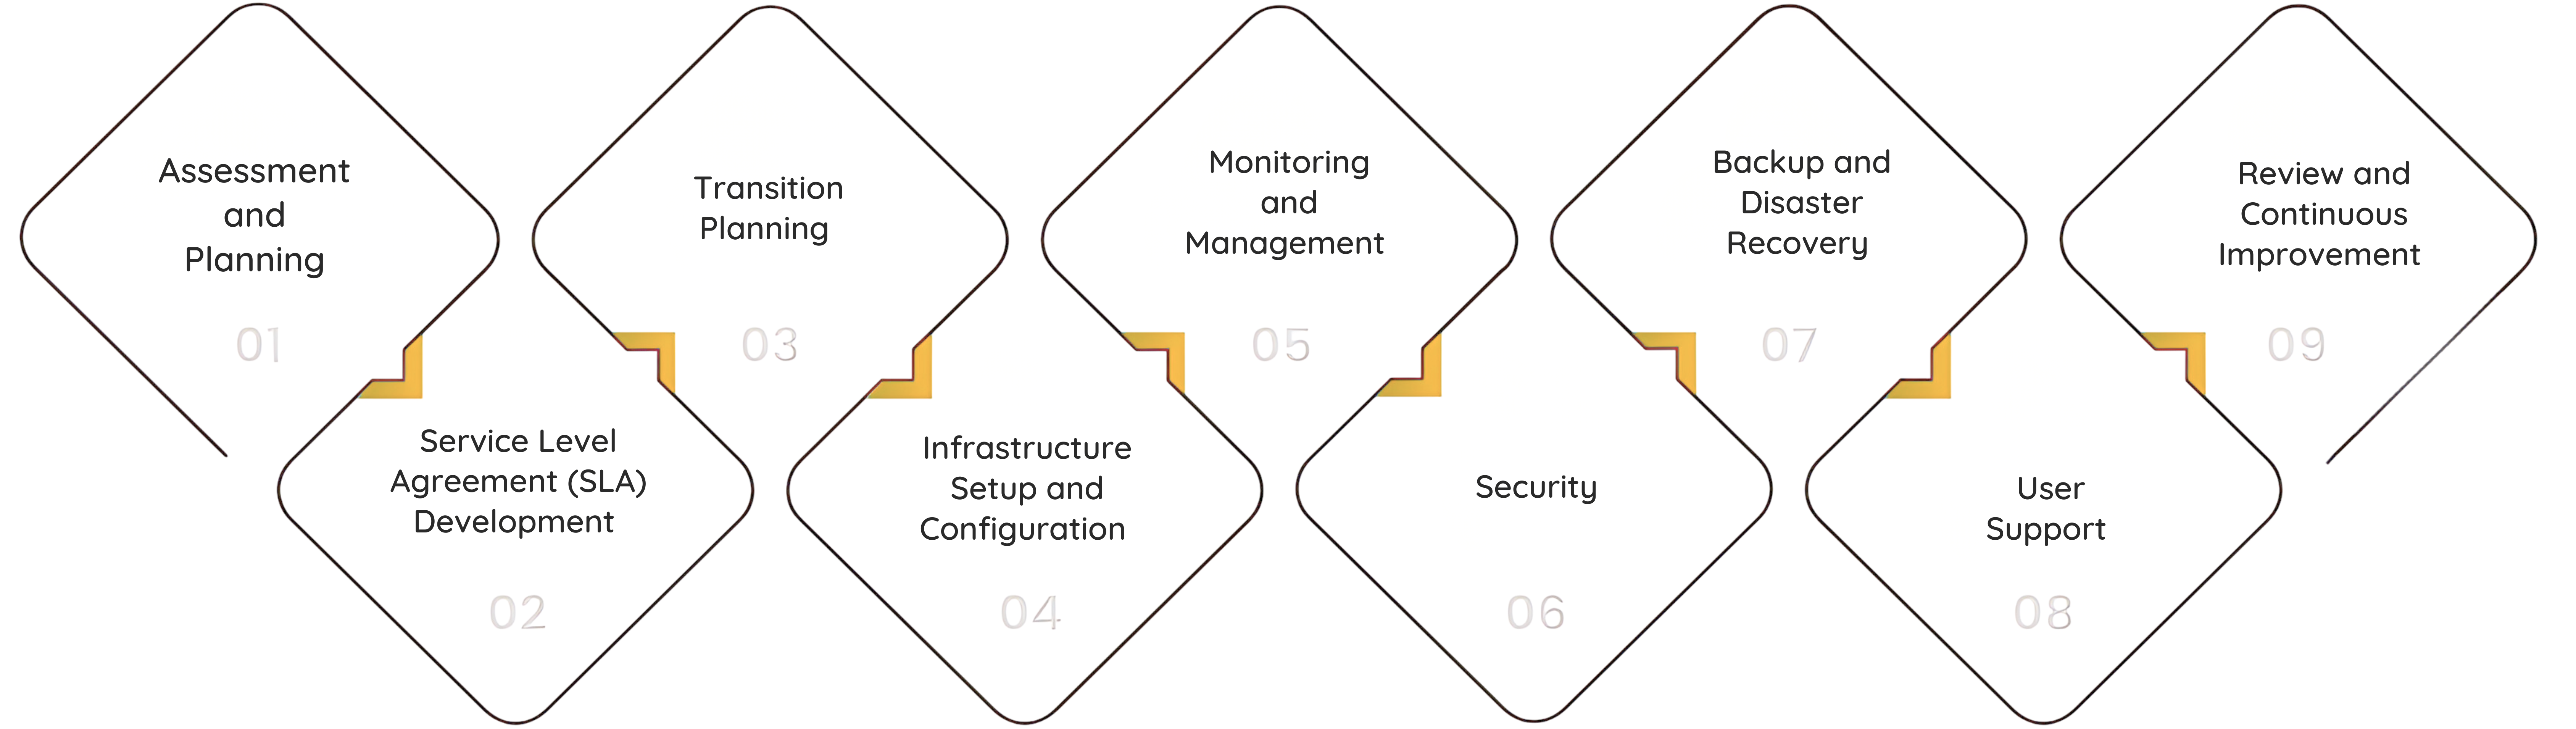 Assessment
and
Planning
01
Service Level
Agreement (SLA)
Development
02
Transition
Planning
03
Infrastructure
Setup and
Configuration
04
Monitoring
and
Management
05
Security
06
Backup and
Disaster
Recovery
07
User
Support
08
Review and
Continuous
Improvement
09